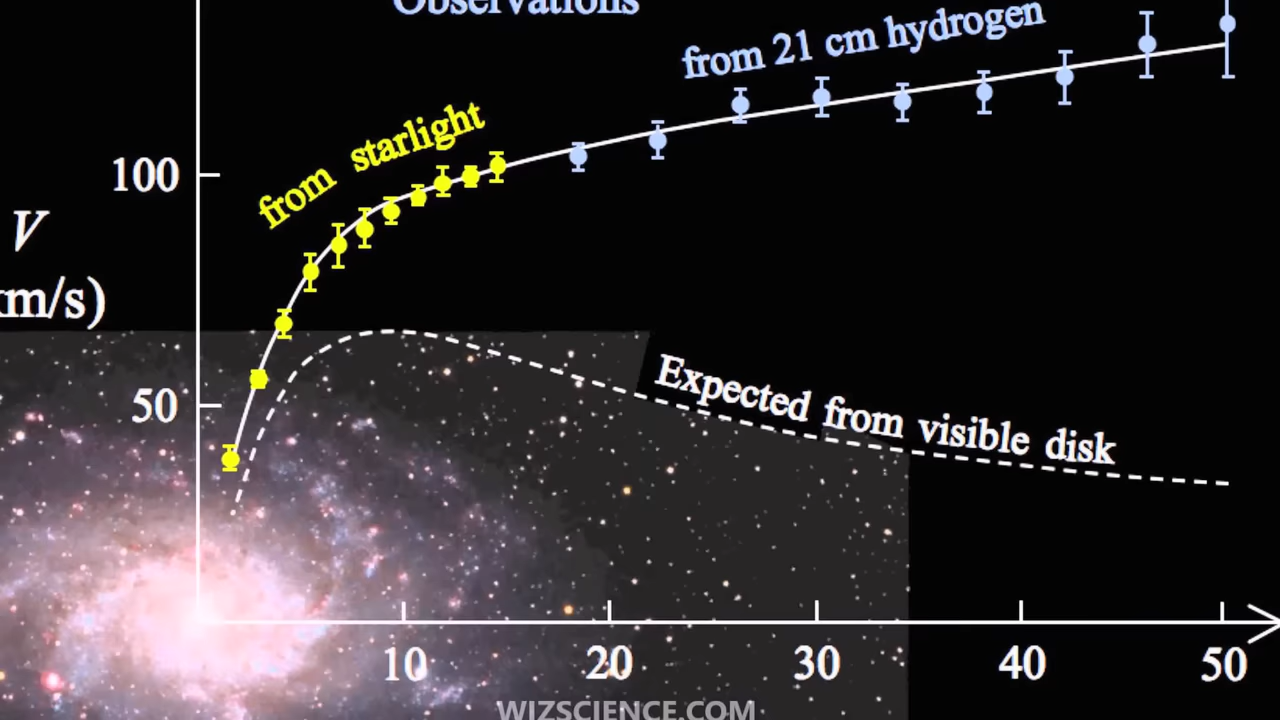 Observations
from 21 cm hydrogen
from starlight
100
V
km/s)
50
Expected from visible disk
10 20 30 40 50
WIZSCIENCE.COM